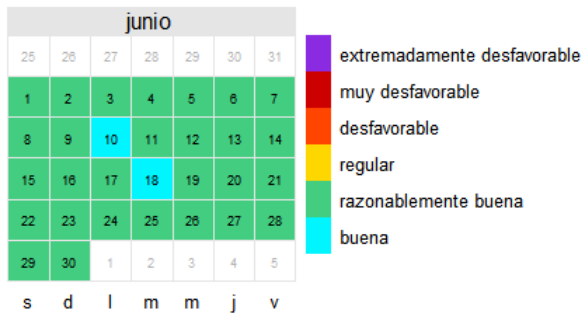 junio
25 26 27 28 29 30 31
1 2 3 4 5 6 7
8 9 10 11 12 13 14
15 16 17 18 19 20 21
22 23 24 25 26 27 28
29 30 1 2 3 4 5
s d l m m j v
extremadamente desfavorable
muy desfavorable
desfavorable
regular
razonablemente buena
buena